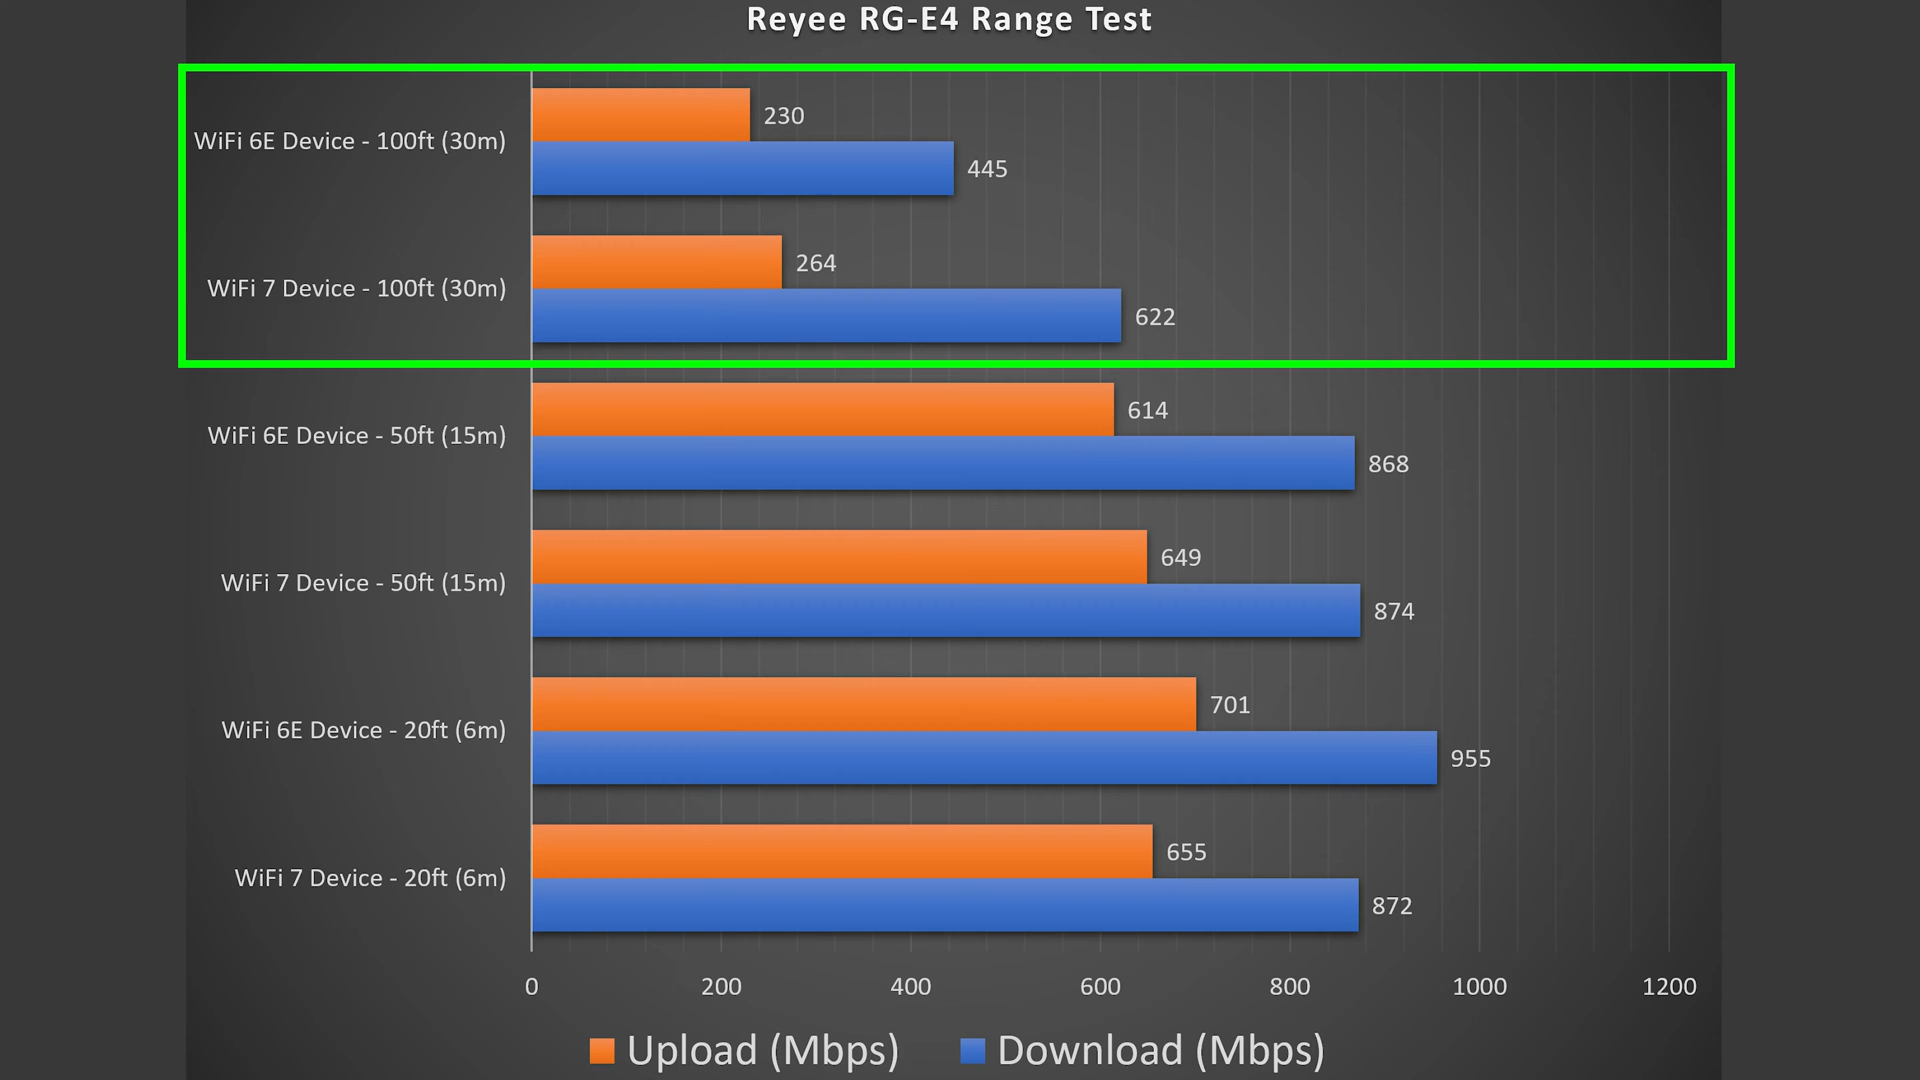 Reyee RG-E4 Range Test
WiFi 6E Device - 100ft (30m)
230
445
WiFi 7 Device - 100ft (30m)
264
622
WiFi 6E Device - 50ft (15m)
614
868
WiFi 7 Device - 50ft (15m)
649
874
WiFi 6E Device - 20ft (6m)
701
955
WiFi 7 Device - 20ft (6m)
655
872
0 200 400 600 800 1000 1200
Upload (Mbps) Download (Mbps)